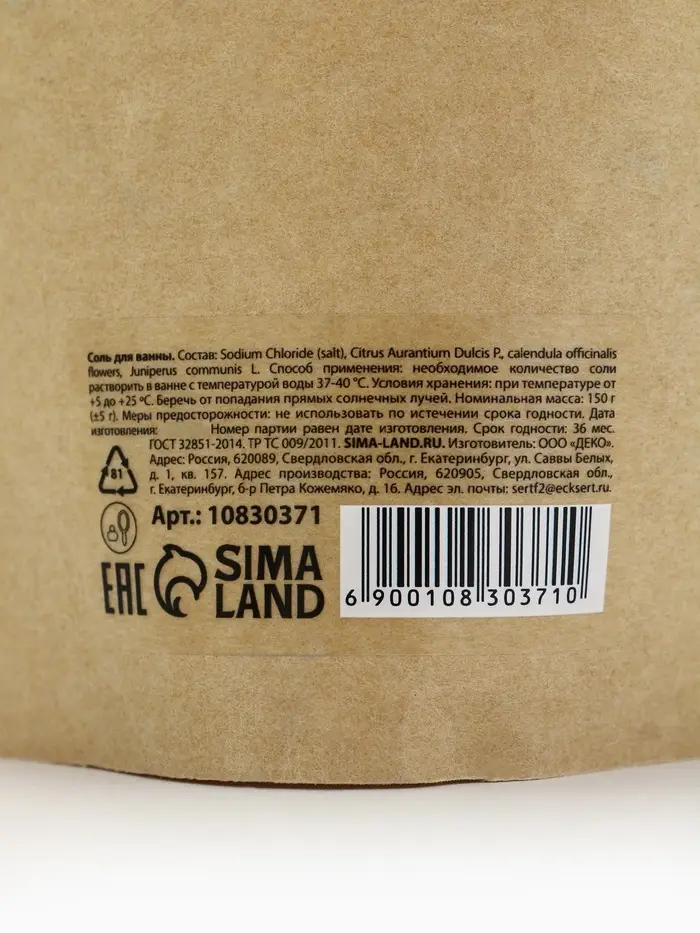 Соль для ванны. Состав: Sodium Chloride (salt), Citrus Aurantium Dulcis P., calendula officinalis
flowers, Juniperus communis L. Способ применения: необходимое количество соли
растворить в ванне с температурой воды 37-40 °С. Условия хранения: при температуре от
+5 до +25 °С. Беречь от попадания прямых солнечных лучей. Номинальная масса: 150 г
(±5 г). Меры предосторожности: не использовать по истечении срока годности. Дата
изготовления: Номер партии равен дате изготовления. Срок годности: 36 мес.
ГОСТ 32851-2014. ТР ТС 009/2011. SIMA-LAND.RU. Изготовитель: ООО «ДЕКО».
Адрес: Россия, 620089, Свердловская обл., г. Екатеринбург, ул. Саввы Белых,
д. 1, кв. 157. Адрес производства: Россия, 620905, Свердловская обл.,
г. Екатеринбург, б-р Петра Кожемяко, д. 16. Адрес эл. почты: sertf2@ecksert.ru.
81
Арт.: 10830371
EAC
SIMA
LAND
6 900108 303710